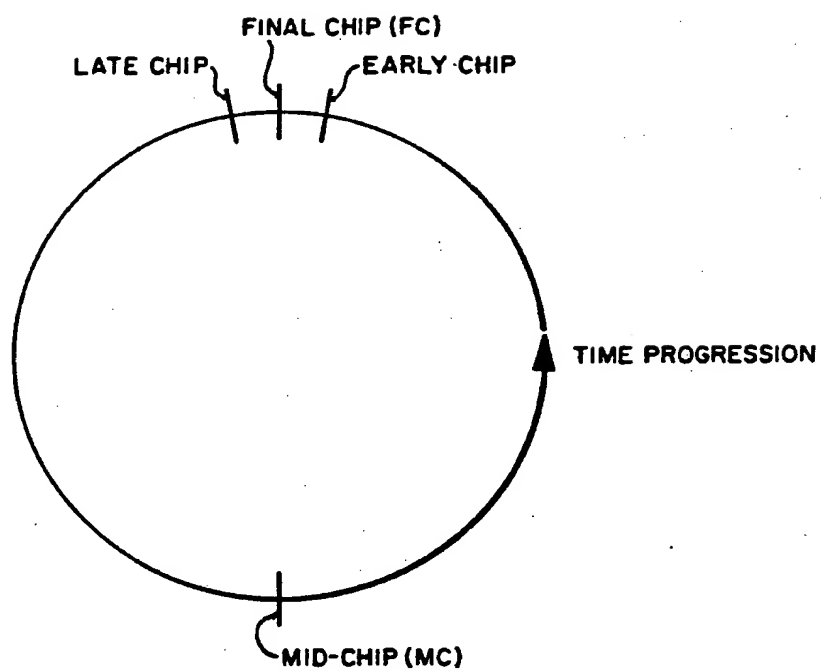 FINAL CHIP (FC)
LATE CHIP
EARLY CHIP
TIME PROGRESSION
MID-CHIP (MC)